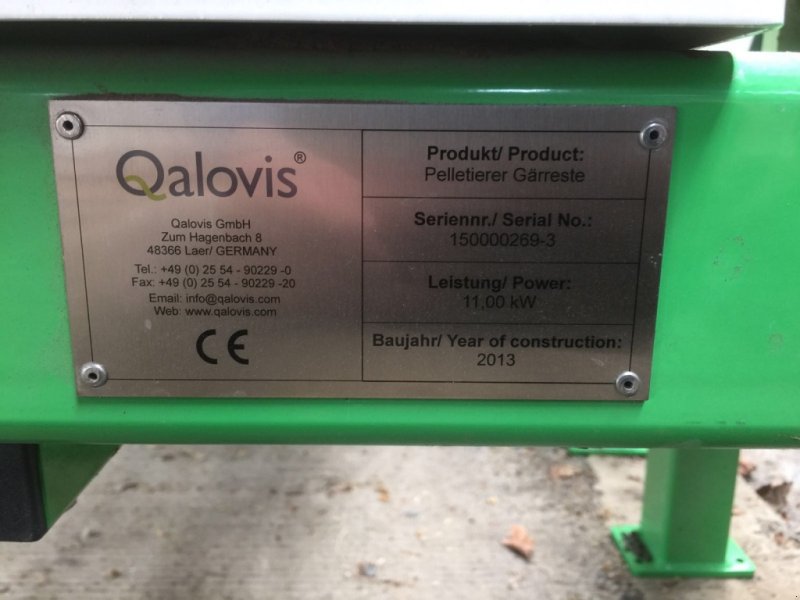 Qalovis®
Qalovis GmbH
Zum Hagenbach 8
48366 Laer/ GERMANY
Tel.: +49 (0) 25 54 - 90229 -0
Fax: +49 (0) 25 54 - 90229 -20
Email: info@qalovis.com
Web: www.qalovis.com
CE
Produkt/ Product:
Pelletierer Gärreste
Seriennr./ Serial No.:
150000269-3
Leistung/ Power:
11,00 kW
Baujahr/ Year of construction:
2013